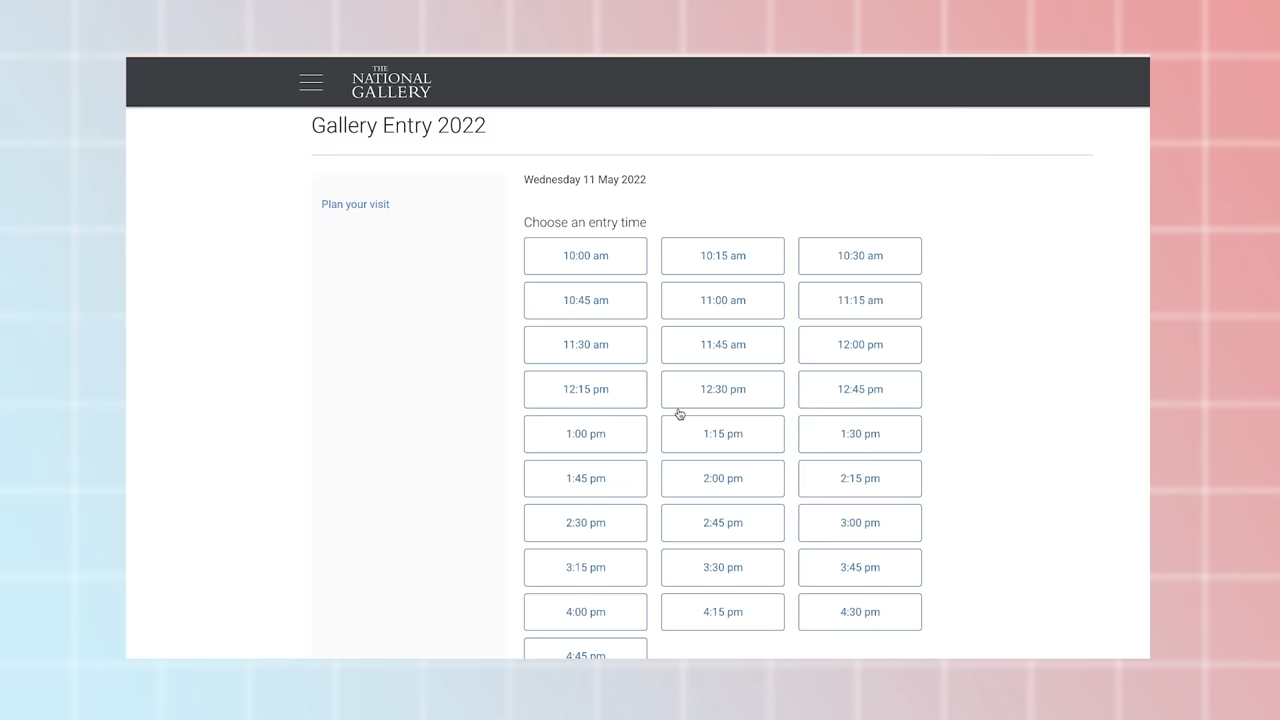 THE
NATIONAL
GALLERY
Gallery Entry 2022
Plan your visit
Wednesday 11 May 2022
Choose an entry time
10:00 am 10:15 am 10:30 am
10:45 am 11:00 am 11:15 am
11:30 am 11:45 am 12:00 pm
12:15 pm 12:30 pm 12:45 pm
1:00 pm 1:15 pm 1:30 pm
1:45 pm 2:00 pm 2:15 pm
2:30 pm 2:45 pm 3:00 pm
3:15 pm 3:30 pm 3:45 pm
4:00 pm 4:15 pm 4:30 pm
4:45 pm